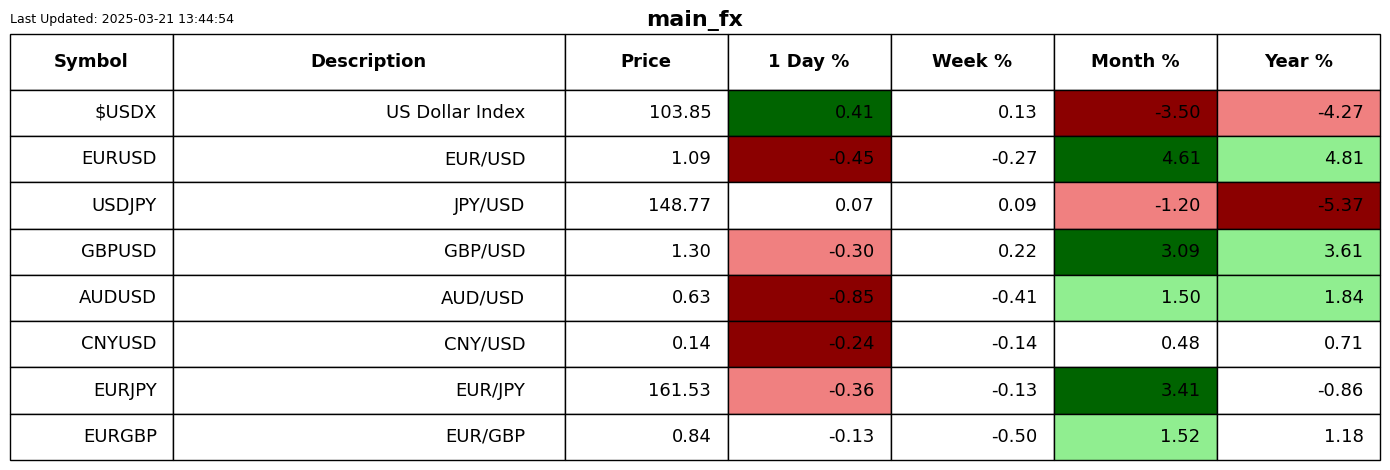 Last Updated: 2025-03-21 13:44:54
main_fx
Symbol Description Price 1 Day % Week % Month % Year %
$USDX US Dollar Index 103.85 0.41 0.13 -3.50 -4.27
EURUSD EUR/USD 1.09 -0.45 -0.27 4.61 4.81
USDJPY JPY/USD 148.77 0.07 0.09 -1.20 -5.37
GBPUSD GBP/USD 1.30 -0.30 0.22 3.09 3.61
AUDUSD AUD/USD 0.63 -0.85 -0.41 1.50 1.84
CNYUSD CNY/USD 0.14 -0.24 -0.14 0.48 0.71
EURJPY EUR/JPY 161.53 -0.36 -0.13 3.41 -0.86
EURGBP EUR/GBP 0.84 -0.13 -0.50 1.52 1.18